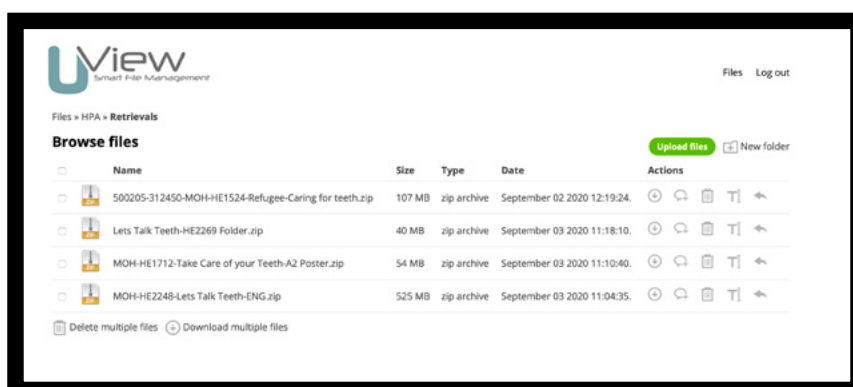 UView
Smart File Management
Files Log out
Files » HPA » Retrievals
Browse files
Upload files New folder
Name Size Type Date Actions
ZIP 500205-312450-MOH-HE1524-Refugee-Caring for teeth.zip 107 MB zip archive September 02 2020 12:19:24.
ZIP Lets Talk Teeth-HE2269 Folder.zip 40 MB zip archive September 03 2020 11:18:10.
ZIP MOH-HE1712-Take Care of your Teeth-A2 Poster.zip 54 MB zip archive September 03 2020 11:10:40.
ZIP MOH-HE2248-Lets Talk Teeth-ENG.zip 525 MB zip archive September 03 2020 11:04:35.
Delete multiple files Download multiple files